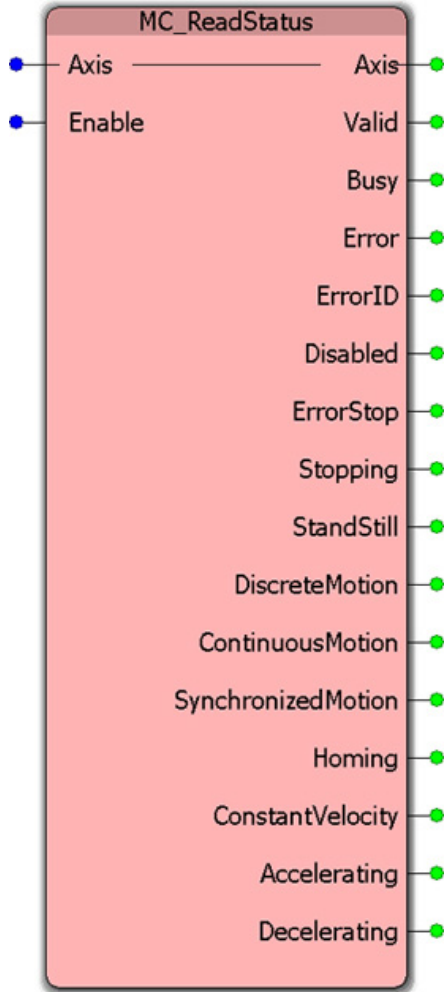 MC_ReadStatus
Axis Axis
Enable Valid
Busy
Error
ErrorID
Disabled
ErrorStop
Stopping
StandStill
DiscreteMotion
ContinuousMotion
SynchronizedMotion
Homing
ConstantVelocity
Accelerating
Decelerating